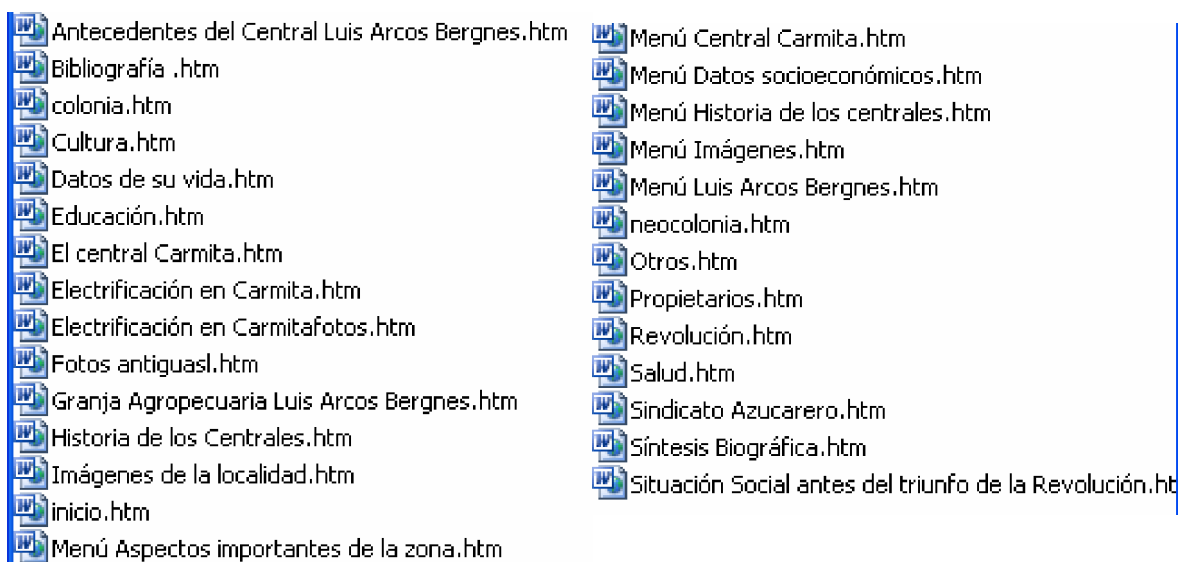 Antecedentes del Central Luis Arcos Bergnes.htm
Bibliografía .htm
colonia.htm
Cultura.htm
Datos de su vida.htm
Educación.htm
El central Carmita.htm
Electrificación en Carmita.htm
Electrificación en Carmitafotos.htm
Fotos antiguasl.htm
Granja Agropecuaria Luis Arcos Bergnes.htm
Historia de los Centrales.htm
Imágenes de la localidad.htm
inicio.htm
Menú Aspectos importantes de la zona.htm
Menú Central Carmita.htm
Menú Datos socioeconómicos.htm
Menú Historia de los centrales.htm
Menú Imágenes.htm
Menú Luis Arcos Bergnes.htm
neocolonia.htm
Otros.htm
Propietarios.htm
Revolución.htm
Salud.htm
Sindicato Azucarero.htm
Síntesis Biográfica.htm
Situación Social antes del triunfo de la Revolución.ht